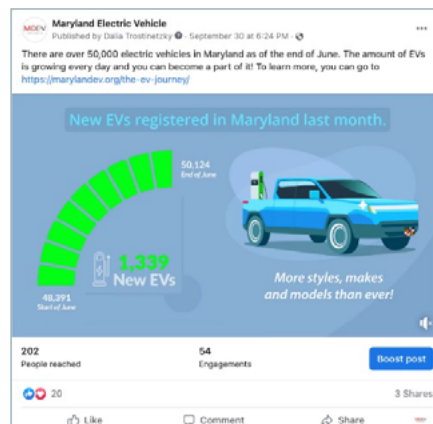 Maryland Electric Vehicle
Published by Dalia Trostinetzky · September 30 at 6:24 PM ·
There are over 50,000 electric vehicles in Maryland as of the end of June. The amount of EVs
is growing every day and you can become a part of it! To learn more, you can go to
https://marylandev.org/the-ev-journey/
New EVs registered in Maryland last month.
50,124
End of June
1,339
New EVs
48,291
Start of June
More styles, makes
and models than ever!
202
People reached
54
Engagements
Boost post
20
3 Shares
Like
Comment
Share